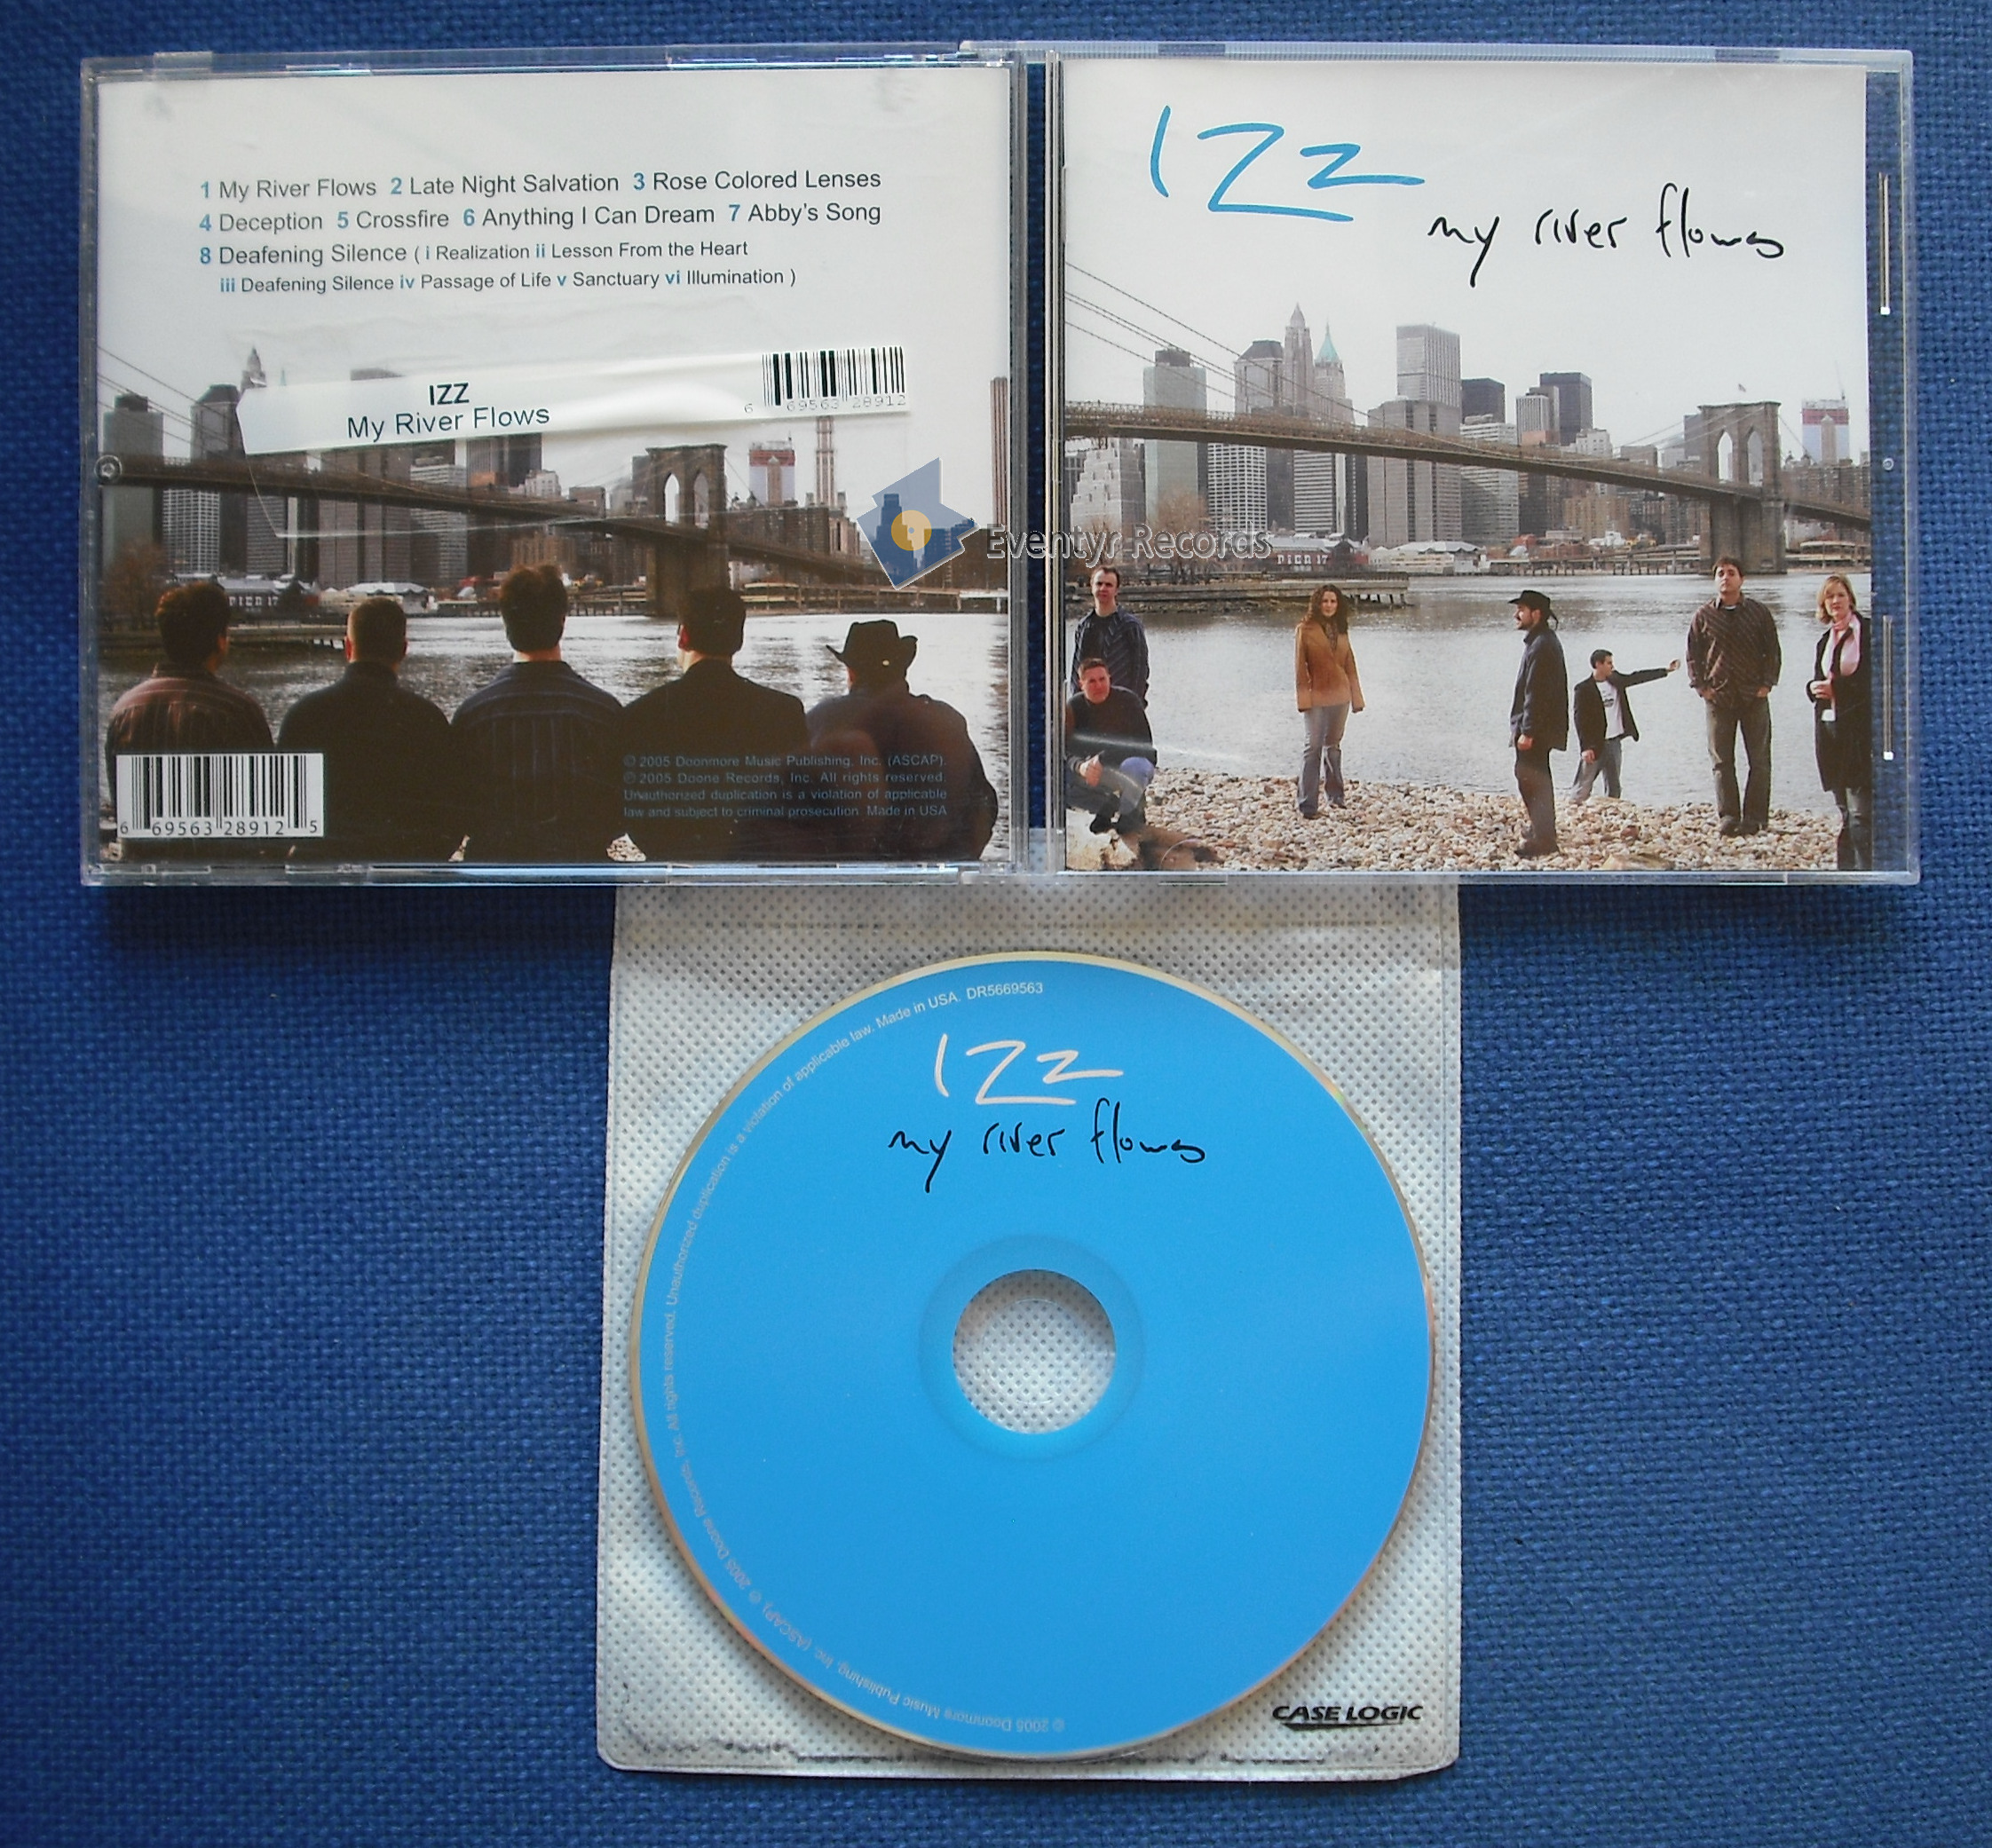 1 My River Flows 2 Late Night Salvation 3 Rose Colored Lenses
4 Deception 5 Crossfire 6 Anything I Can Dream 7 Abby's Song
8 Deafening Silence ( i Realization ii Lesson From the Heart
iii Deafening Silence iv Passage of Life v Sanctuary vi Illumination )
IZZ
My River Flows
6 69563 28912
PIER 17
6 69563 28912 5
© 2005 Doonmore Music Publishing, Inc. (ASCAP).
℗ 2005 Doone Records, Inc. All rights reserved.
Unauthorized duplication is a violation of applicable
law and subject to criminal prosecution. Made in USA
IZZ
my river flows
PIER 17
Eventyr Records
IZZ
my river flows
© 2005 Doonmore Music Publishing, Inc. (ASCAP). ℗ 2005 Doone Records, Inc. All rights reserved. Unauthorized duplication is a violation of applicable law. Made in USA. DR5669563
CASE LOGIC